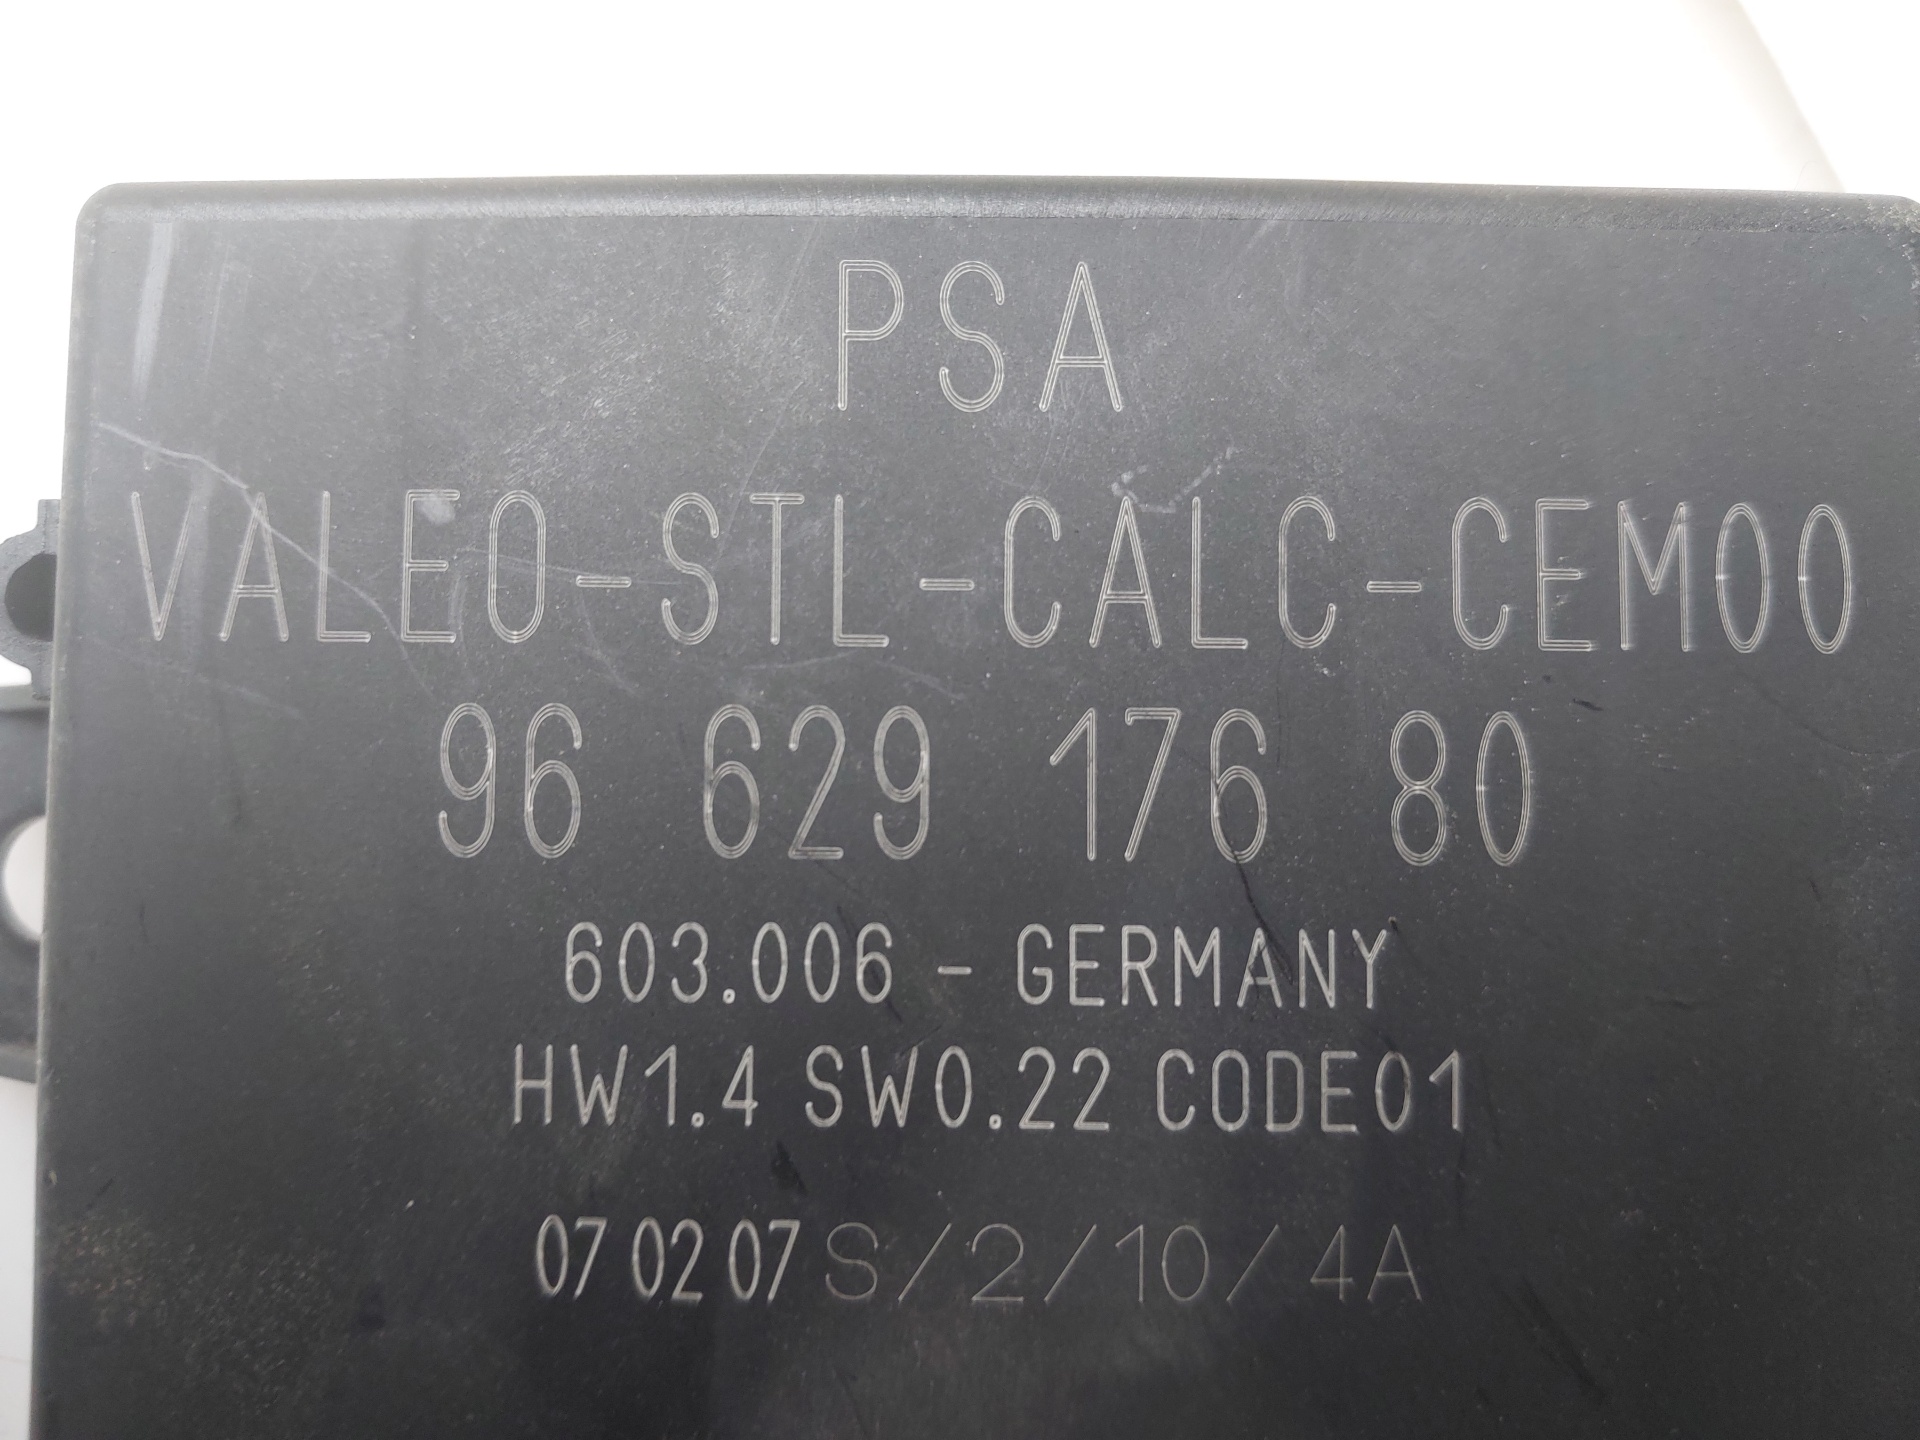 PSA
VALEO-STL-CALC-CEM00
96 629 176 80
603.006 - GERMANY
HW1.4 SW0.22 CODE01
07 02 07 S/2/10/4A